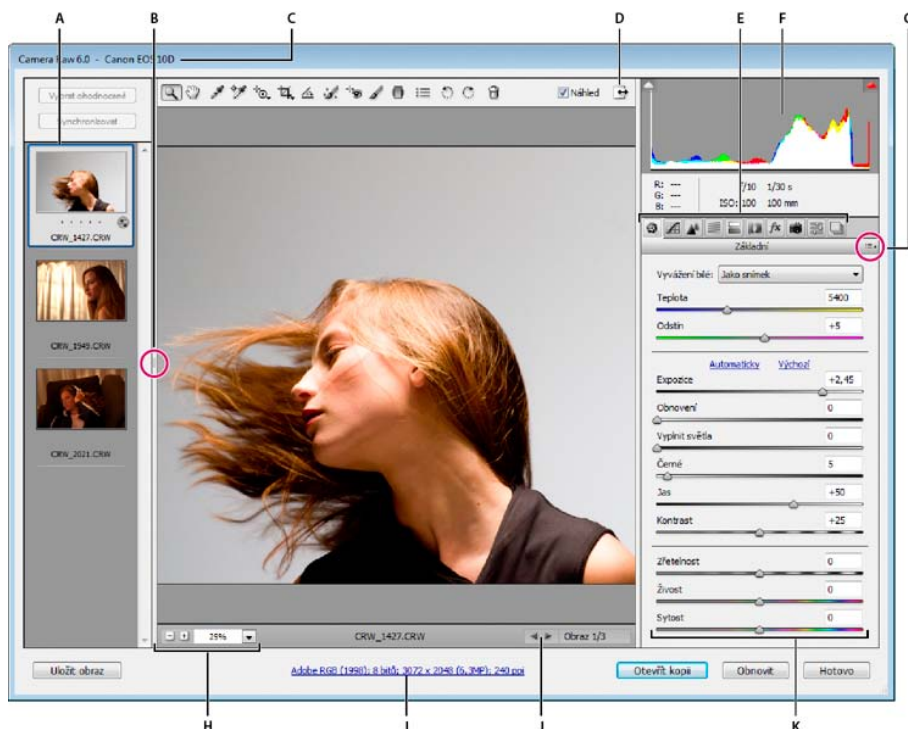 A B C D E F G
Camera Raw 6.0 - Canon EOS 10D
Vybrat ohodnocené
Synchronizovat
Náhled
CRW_1427.CRW
CRW_1949.CRW
CRW_2021.CRW
R: ---
G: ---
B: ---
f/10 1/30 s
ISO: 100 100 mm
fx
Základní
Vyvážení bílé: Jako snímek
Teplota 5400
Odstín +5
Automaticky Výchozí
Expozice +2,45
Obnovení 0
Vyplnit světla 0
Černé 5
Jas +50
Kontrast +25
Zřetelnost 0
Živost 0
Sytost 0
29% CRW_1427.CRW Obraz 1/3
Uložit obraz
Adobe RGB (1998); 8 bitů; 3072 x 2048 (6,3MP); 240 ppi
Otevřít kopii Obnovit Hotovo
H I J K